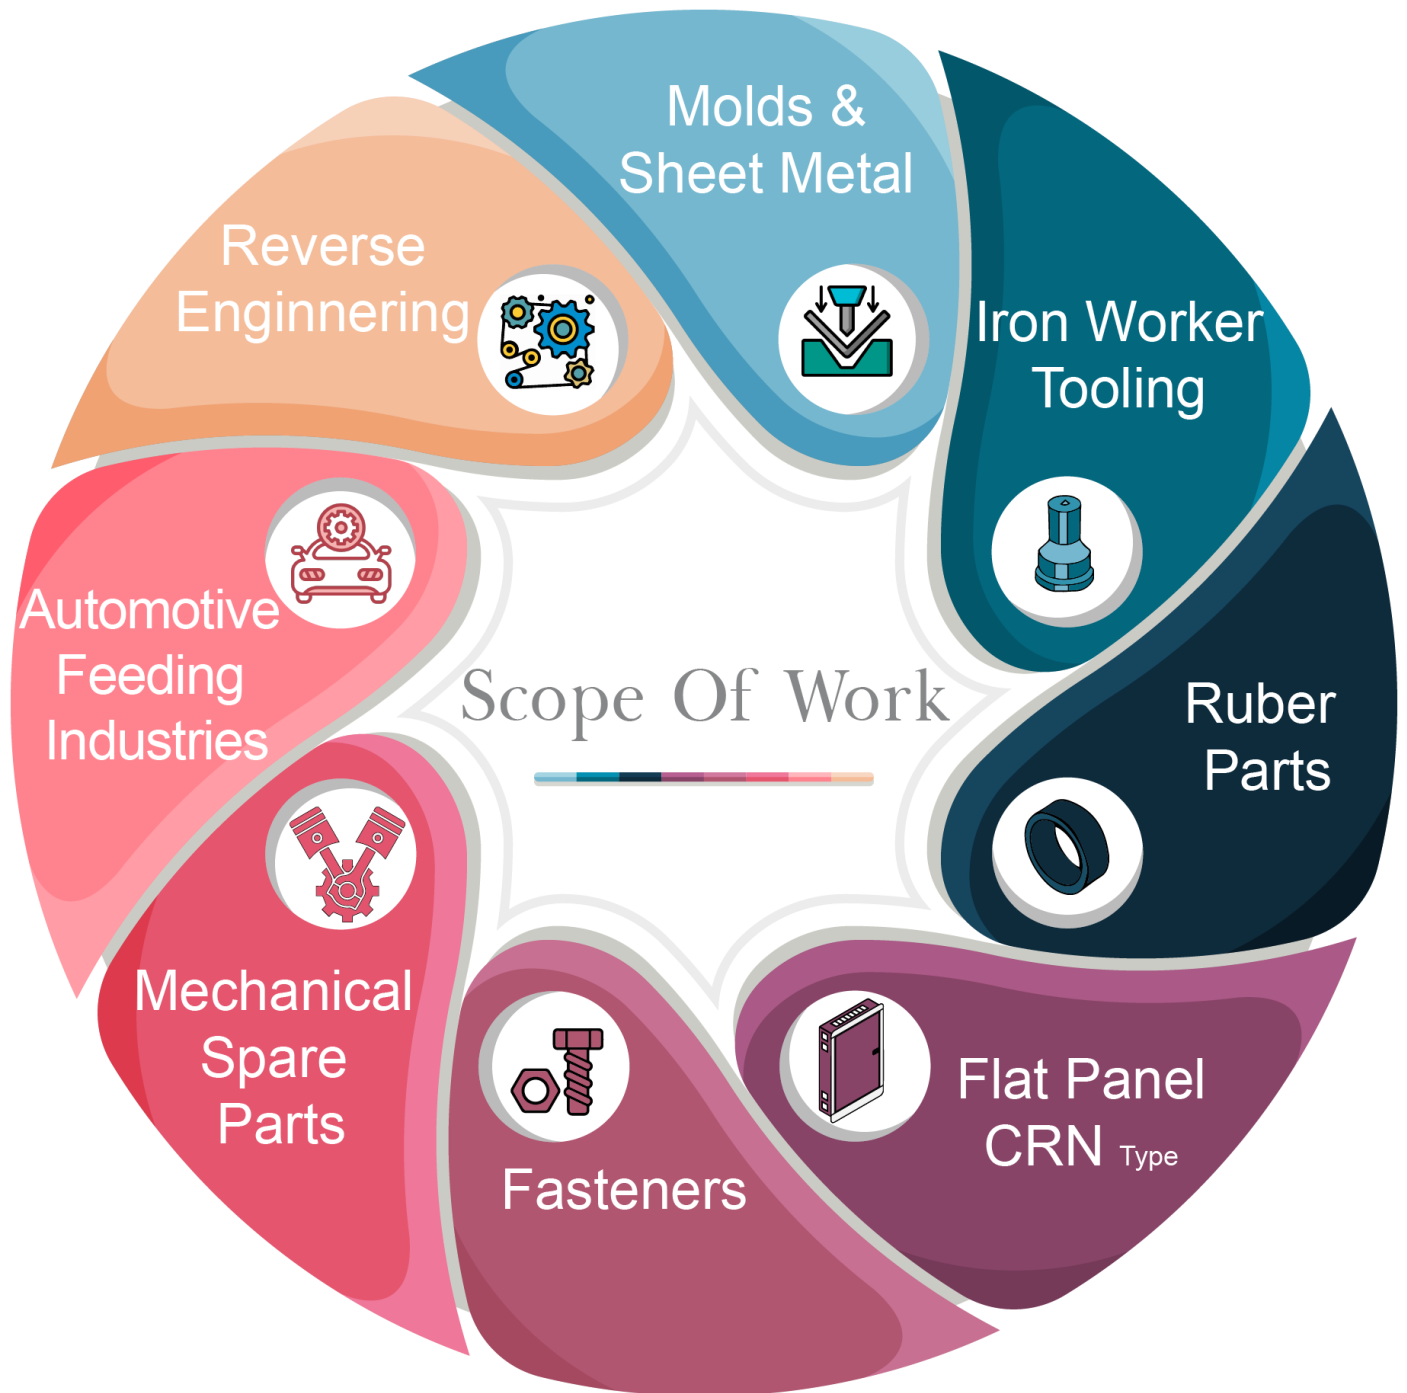 Molds &
Sheet Metal
Iron Worker
Tooling
Ruber
Parts
Flat Panel
CRN Type
Fasteners
Mechanical
Spare
Parts
Automotive
Feeding
Industries
Reverse
Enginnering
Scope Of Work